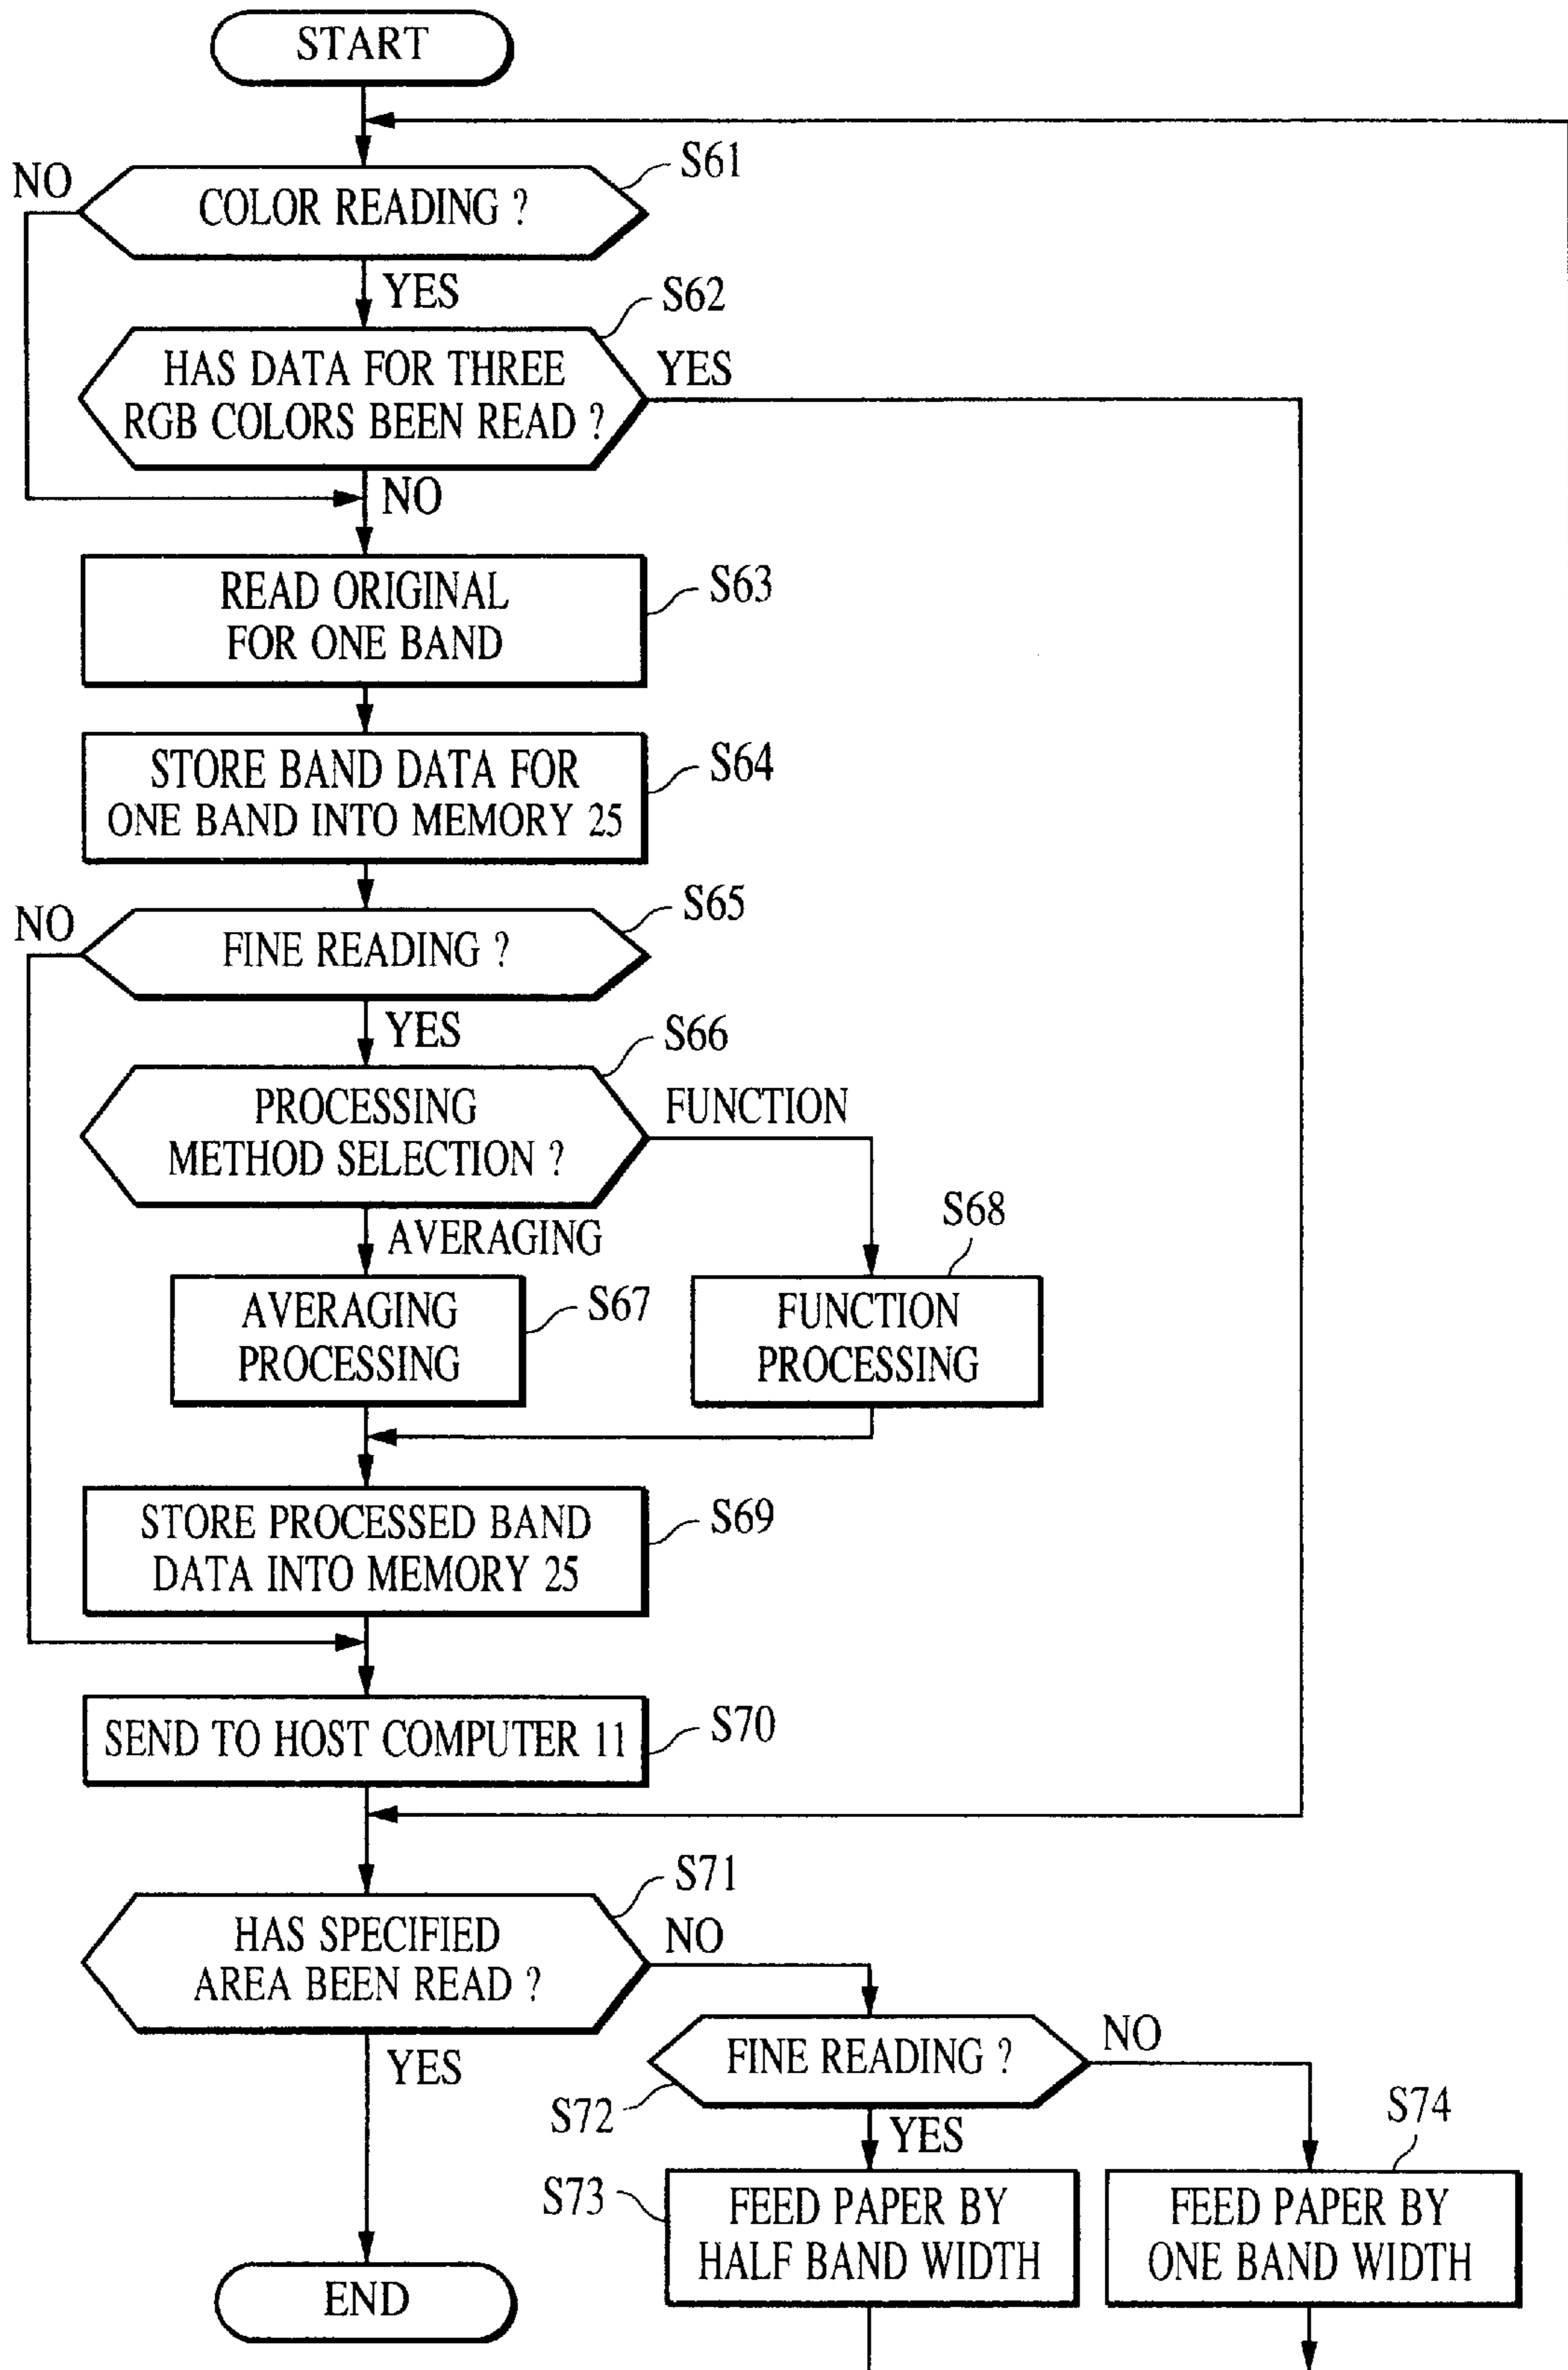 START
NO
S61
COLOR READING ?
YES
S62
HAS DATA FOR THREE
RGB COLORS BEEN READ ?
YES
NO
READ ORIGINAL
FOR ONE BAND
S63
STORE BAND DATA FOR
ONE BAND INTO MEMORY 25
S64
NO
S65
FINE READING ?
YES
S66
PROCESSING
METHOD SELECTION ?
FUNCTION
AVERAGING
S68
AVERAGING
PROCESSING
S67
FUNCTION
PROCESSING
STORE PROCESSED BAND
DATA INTO MEMORY 25
S69
SEND TO HOST COMPUTER 11
S70
S71
HAS SPECIFIED
AREA BEEN READ ?
NO
YES
FINE READING ?
NO
S72
YES
S74
S73
FEED PAPER BY
HALF BAND WIDTH
FEED PAPER BY
ONE BAND WIDTH
END